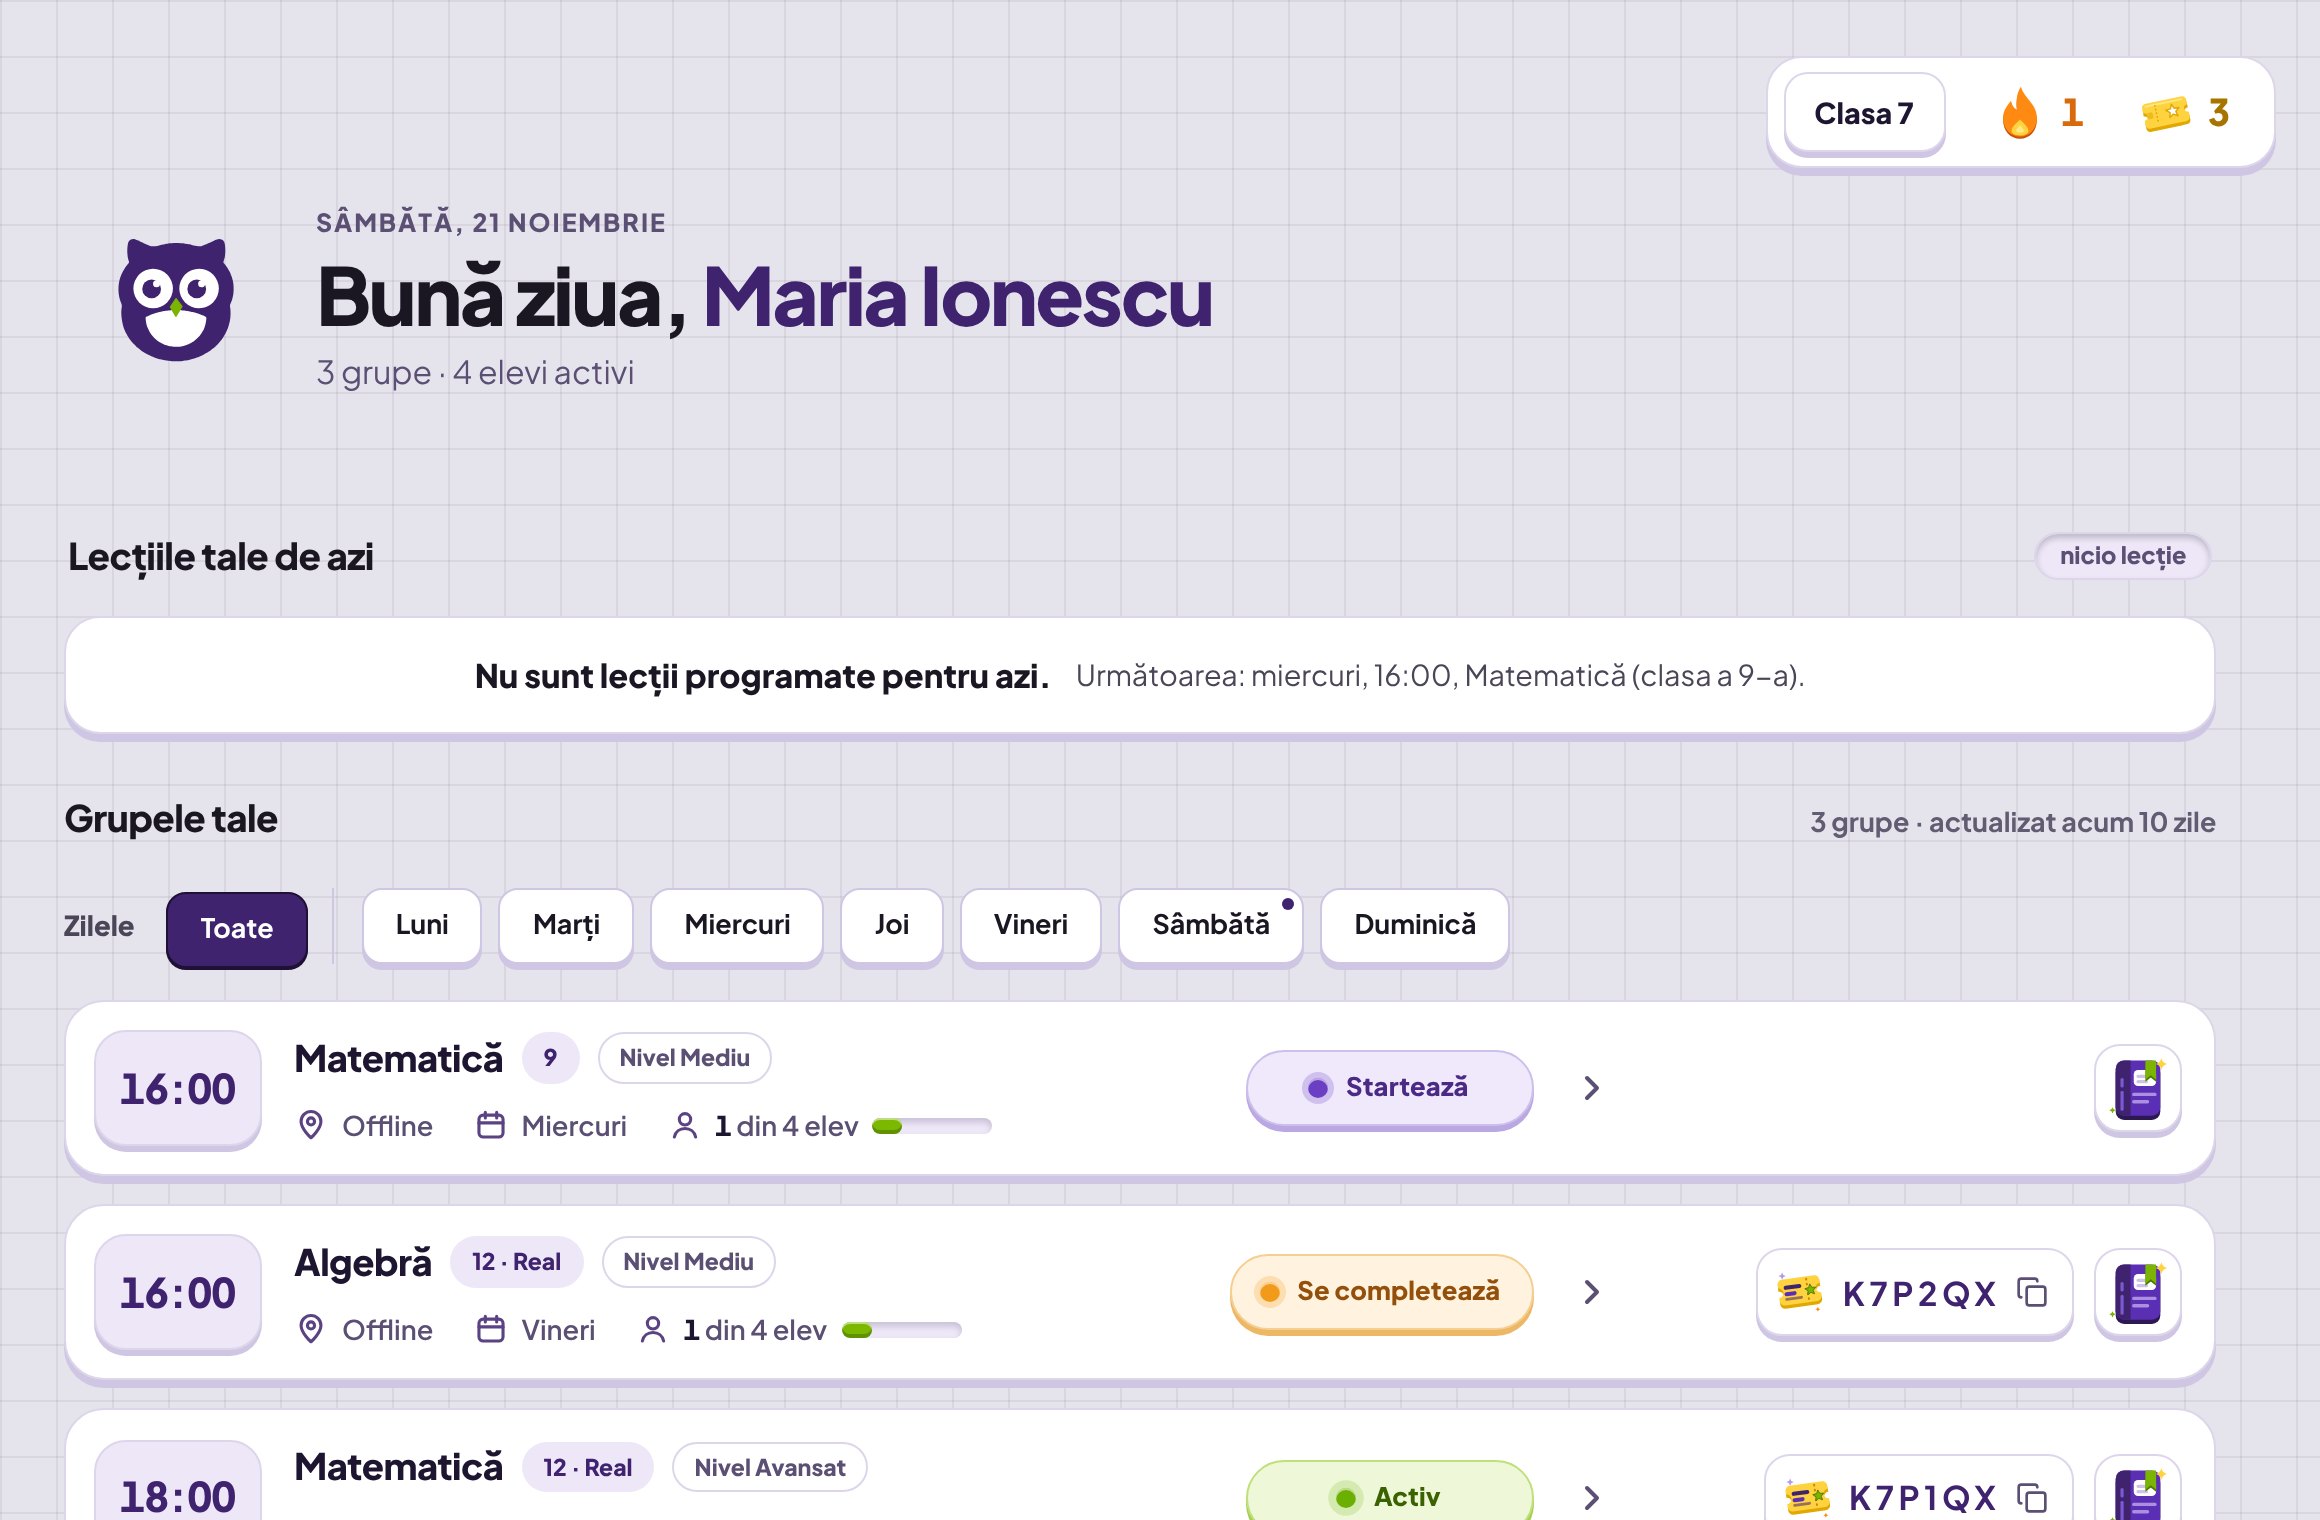 Clasa 7 1 3
SÂMBĂTĂ, 21 NOIEMBRIE
Bună ziua, Maria Ionescu
3 grupe · 4 elevi activi
Lecțiile tale de azi
nicio lecție
Nu sunt lecții programate pentru azi. Următoarea: miercuri, 16:00, Matematică (clasa a 9-a).
Grupele tale
3 grupe · actualizat acum 10 zile
Zilele Toate Luni Marți Miercuri Joi Vineri Sâmbătă Duminică
16:00
Matematică 9 Nivel Mediu
Offline Miercuri 1 din 4 elev
Startează
16:00
Algebră 12 · Real Nivel Mediu
Offline Vineri 1 din 4 elev
Se completează
K7P2QX
18:00
Matematică 12 · Real Nivel Avansat
Activ
K7P1QX